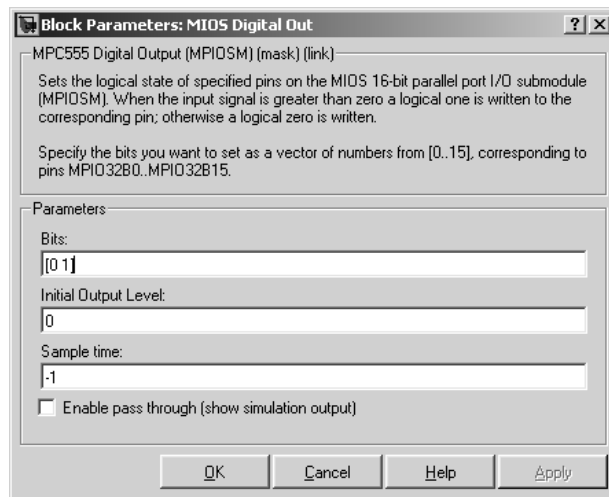 Block Parameters: MIOS Digital Out
MPC555 Digital Output (MPIOSM) (mask) (link)
Sets the logical state of specified pins on the MIOS 16-bit parallel port I/O submodule
(MPIOSM). When the input signal is greater than zero a logical one is written to the
corresponding pin; otherwise a logical zero is written.
Specify the bits you want to set as a vector of numbers from [0..15], corresponding to
pins MPIO32B0..MPIO32B15.
Parameters
Bits:
[0 1]
Initial Output Level:
0
Sample time:
-1
Enable pass through (show simulation output)
OK Cancel Help Apply